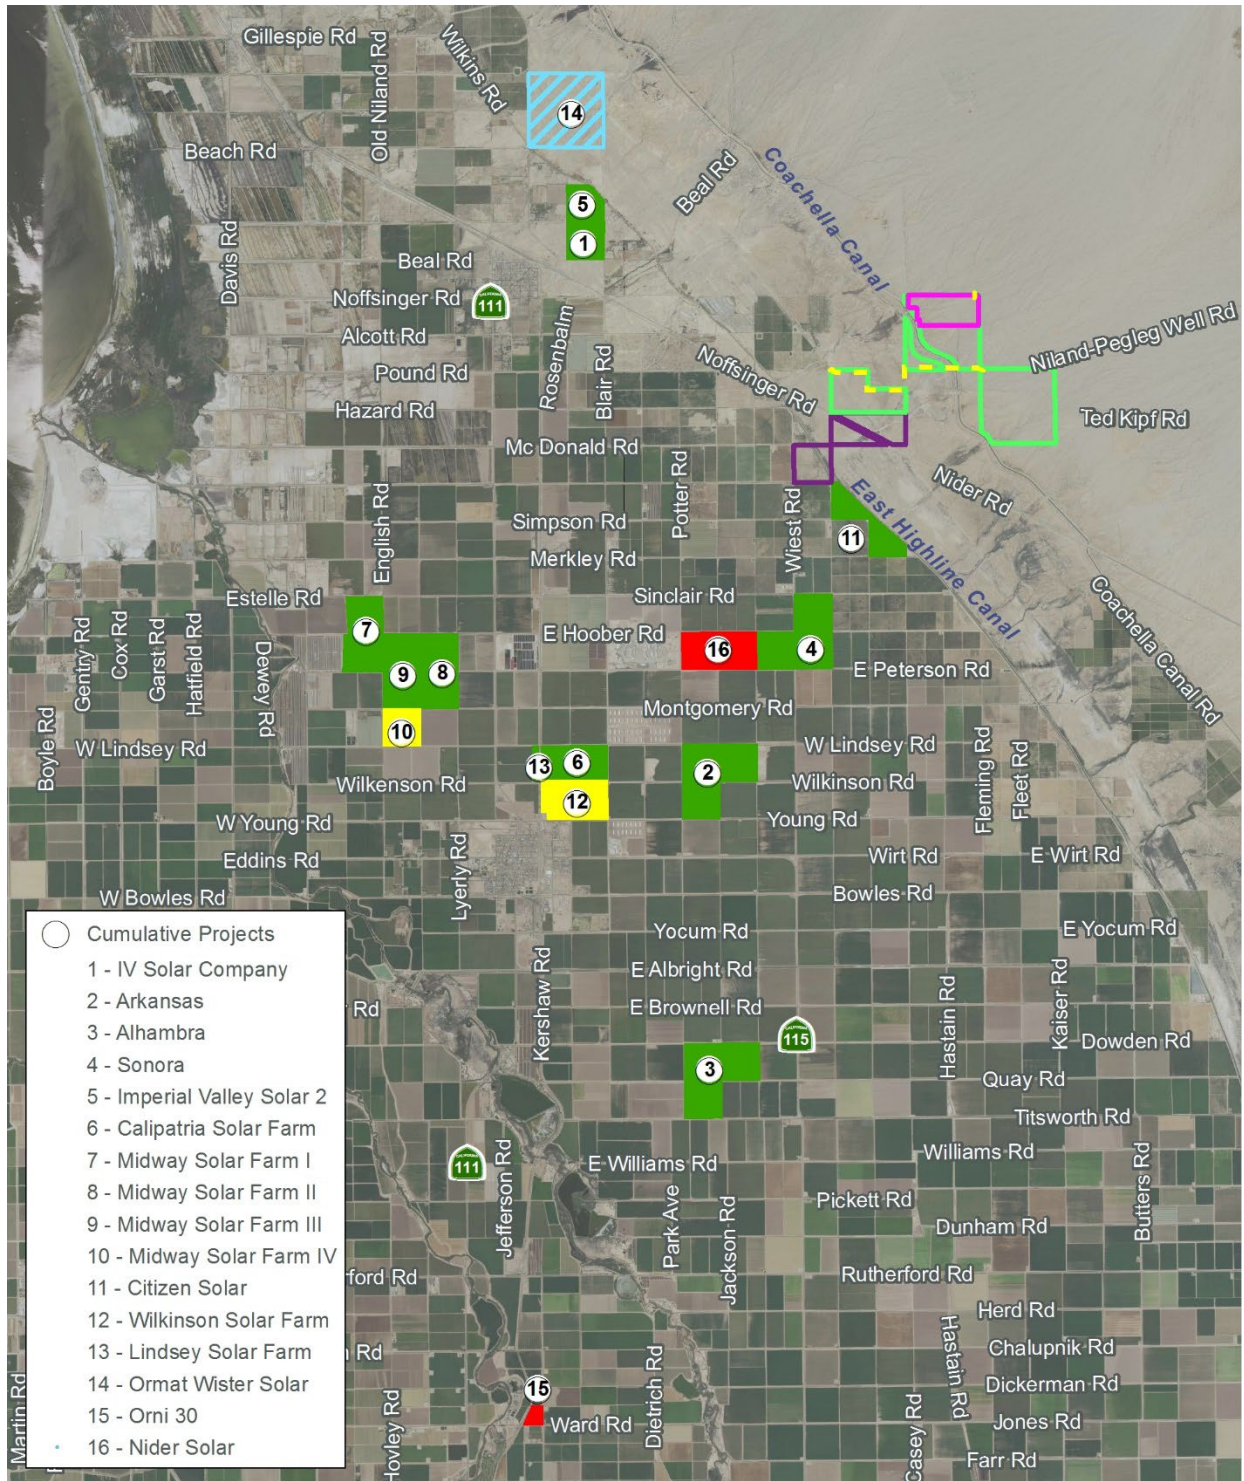 Gillespie Rd
Wilkins Rd
Old Niland Rd
14
Beach Rd
Coachella Canal
Beal Rd
5
Davis Rd
1
Beal Rd
Noffsinger Rd
CALIFORNIA
111
Alcott Rd
Rosenbalm
Niland-Pegleg Well Rd
Noffsinger Rd
Pound Rd
Blair Rd
Hazard Rd
Ted Kipf Rd
Mc Donald Rd
Potter Rd
Nider Rd
English Rd
Simpson Rd
Wiest Rd
East Highline Canal
11
Merkley Rd
Estelle Rd
Sinclair Rd
Coachella Canal Rd
Gentry Rd
Cox Rd
Garst Rd
Hatfield Rd
Dewey Rd
7
E Hoober Rd
16
4
9
8
E Peterson Rd
Montgomery Rd
10
Boyle Rd
W Lindsey Rd
W Lindsey Rd
Fleming Rd
Fleet Rd
13
6
2
Wilkenson Rd
Wilkinson Rd
12
W Young Rd
Young Rd
Eddins Rd
Lyerly Rd
Wirt Rd
E Wirt Rd
W Bowles Rd
Bowles Rd
Yocum Rd
E Yocum Rd
E Albright Rd
Kershaw Rd
E Brownell Rd
Hastain Rd
Kaiser Rd
CALIFORNIA
115
Dowden Rd
3
Quay Rd
Titsworth Rd
CALIFORNIA
111
Jefferson Rd
E Williams Rd
Williams Rd
Park Ave
Jackson Rd
Pickett Rd
Butters Rd
Dunham Rd
Rutherford Rd
Herd Rd
Hastain Rd
Chalupnik Rd
15
Dickerman Rd
Ward Rd
Dietrich Rd
Jones Rd
Casey Rd
Farr Rd
Hovley Rd
Martin Rd
Rd
rford Rd
Rd
Cumulative Projects
1 - IV Solar Company
2 - Arkansas
3 - Alhambra
4 - Sonora
5 - Imperial Valley Solar 2
6 - Calipatria Solar Farm
7 - Midway Solar Farm I
8 - Midway Solar Farm II
9 - Midway Solar Farm III
10 - Midway Solar Farm IV
11 - Citizen Solar
12 - Wilkinson Solar Farm
13 - Lindsey Solar Farm
14 - Ormat Wister Solar
15 - Orni 30
16 - Nider Solar